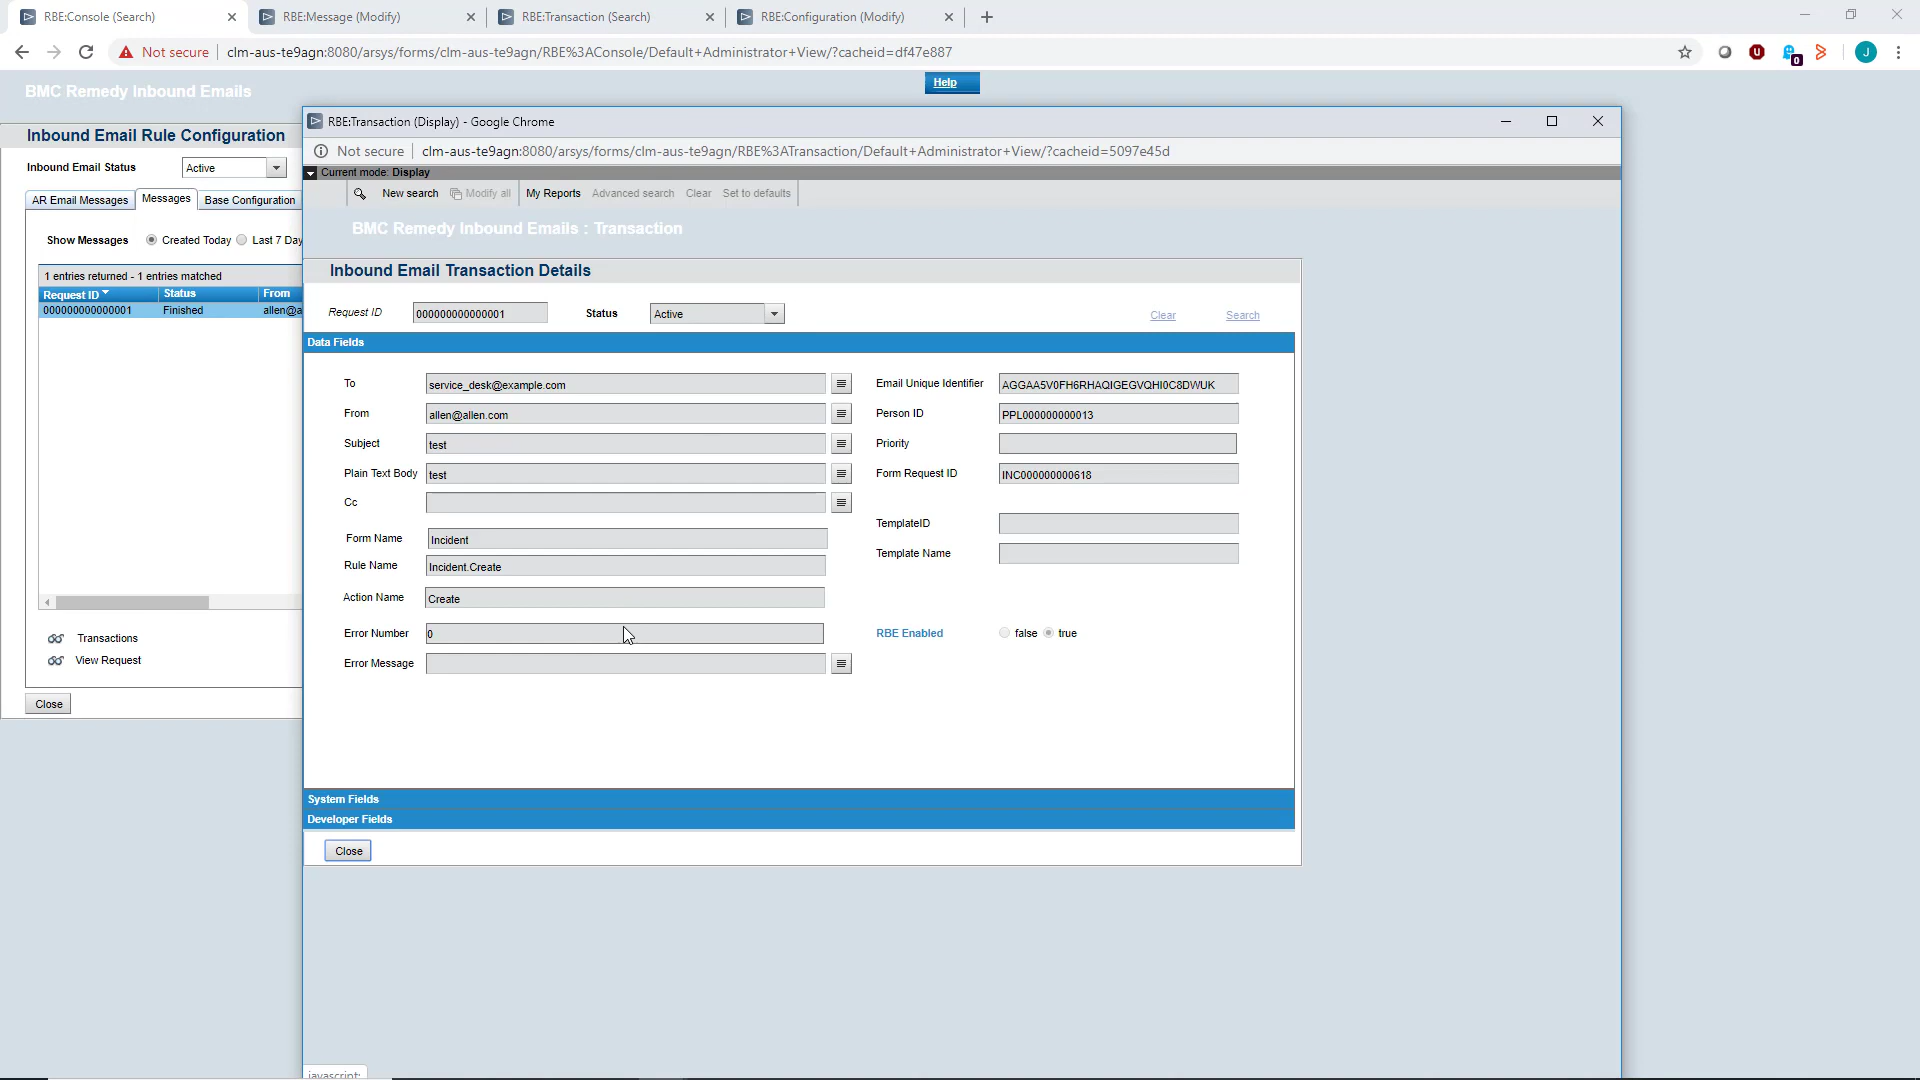 RBE:Console (Search)
RBE:Message (Modify)
RBE:Transaction (Search)
RBE:Configuration (Modify)
Not secure
clm-aus-te9agn:8080/arsys/forms/clm-aus-te9agn/RBE%3AConsole/Default+Administrator+View/?cacheid=df47e887
0
J
BMC Remedy Inbound Emails
Help
Inbound Email Rule Configuration
Inbound Email Status
Active
AR Email Messages
Messages
Base Configuration
Show Messages
Created Today
Last 7 Day
1 entries returned - 1 entries matched
Request ID
Status
From
000000000000001
Finished
allen@a
Transactions
View Request
Close
RBE:Transaction (Display) - Google Chrome
Not secure
clm-aus-te9agn:8080/arsys/forms/clm-aus-te9agn/RBE%3ATransaction/Default+Administrator+View/?cacheid=5097e45d
Current mode: Display
New search
Modify all
My Reports
Advanced search
Clear
Set to defaults
BMC Remedy Inbound Emails : Transaction
Inbound Email Transaction Details
Request ID
000000000000001
Status
Active
Clear
Search
Data Fields
To
service_desk@example.com
Email Unique Identifier
AGGAA5V0FH6RHAQIGEGVQHI0C8DWUK
From
allen@allen.com
Person ID
PPL000000000013
Subject
test
Priority
Plain Text Body
test
Form Request ID
INC000000000618
Cc
TemplateID
Form Name
Incident
Template Name
Rule Name
Incident.Create
Action Name
Create
Error Number
0
RBE Enabled
false
true
Error Message
System Fields
Developer Fields
Close
javascript: